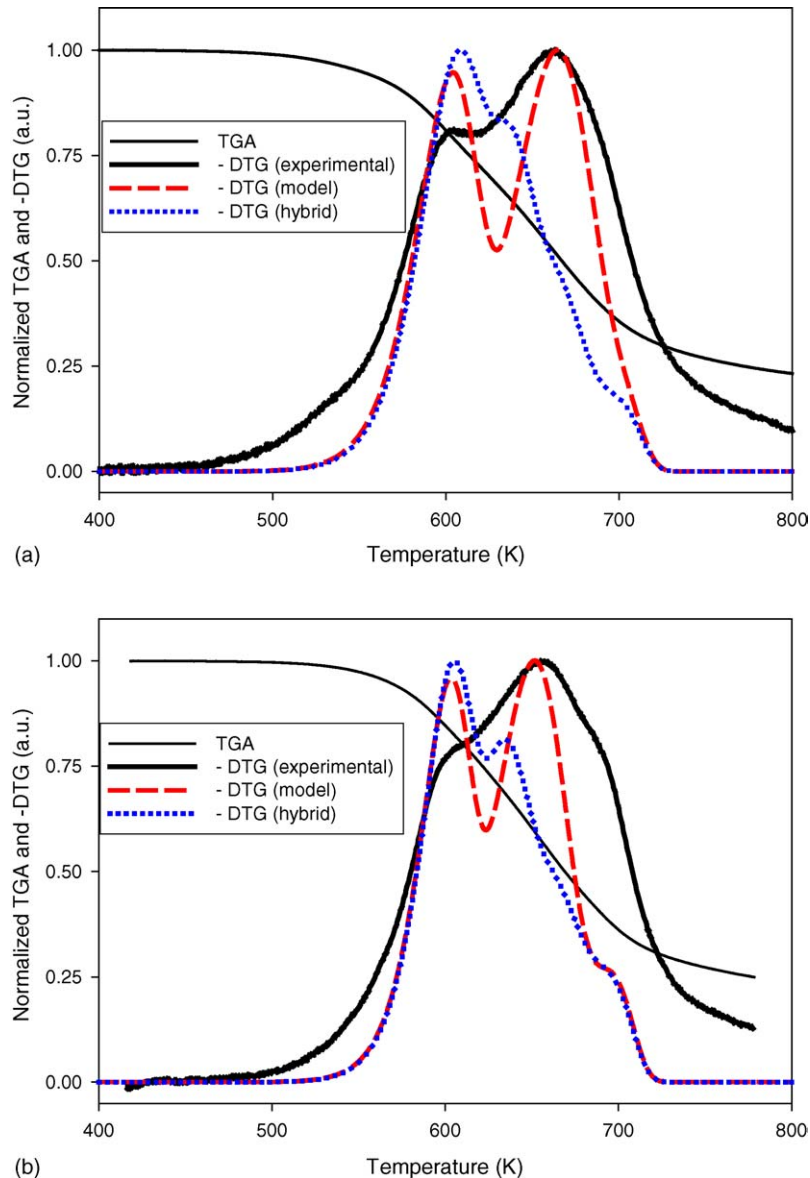 Normalized TGA and -DTG (a.u.)
1.00
0.75
0.50
0.25
0.00
TGA
- DTG (experimental)
- DTG (model)
- DTG (hybrid)
400
500
600
700
800
Temperature (K)
(a)
Normalized TGA and -DTG (a.u.)
1.00
0.75
0.50
0.25
0.00
TGA
- DTG (experimental)
- DTG (model)
- DTG (hybrid)
400
500
600
700
800
Temperature (K)
(b)